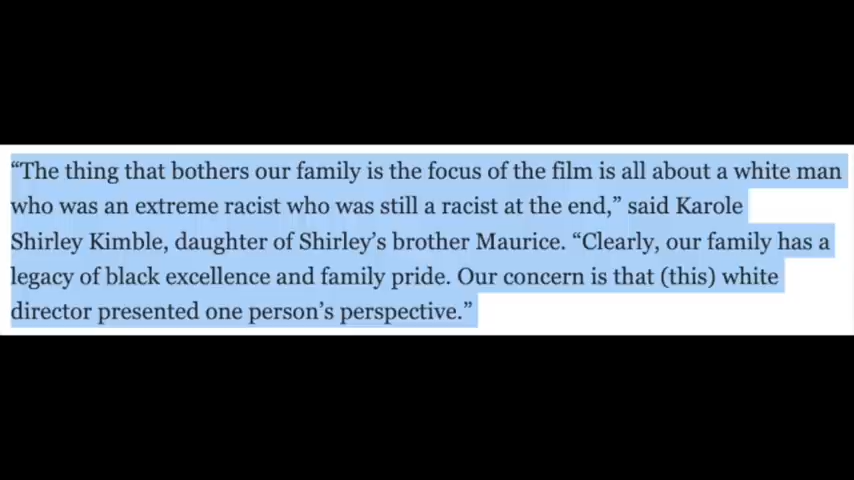 “The thing that bothers our family is the focus of the film is all about a white man
who was an extreme racist who was still a racist at the end,” said Karole
Shirley Kimble, daughter of Shirley’s brother Maurice. “Clearly, our family has a
legacy of black excellence and family pride. Our concern is that (this) white
director presented one person’s perspective.”